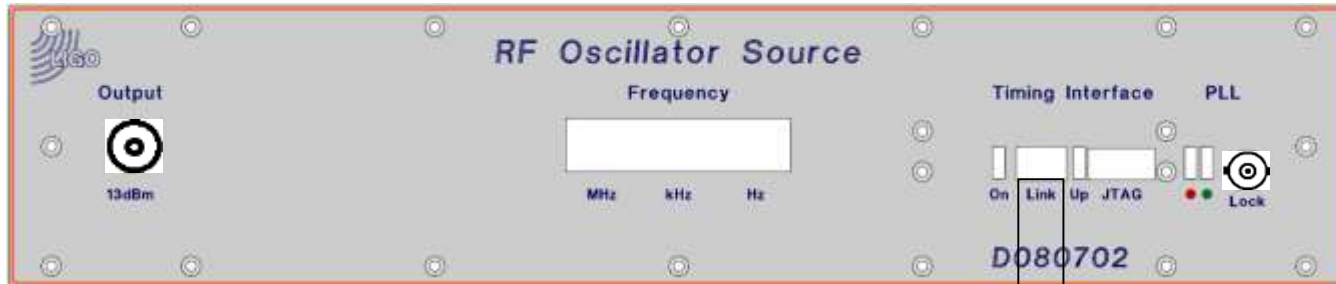 LIGO
RF Oscillator Source
Output
Frequency
Timing Interface
PLL
13dBm
MHz kHz Hz
On Link Up JTAG
Lock
D080702